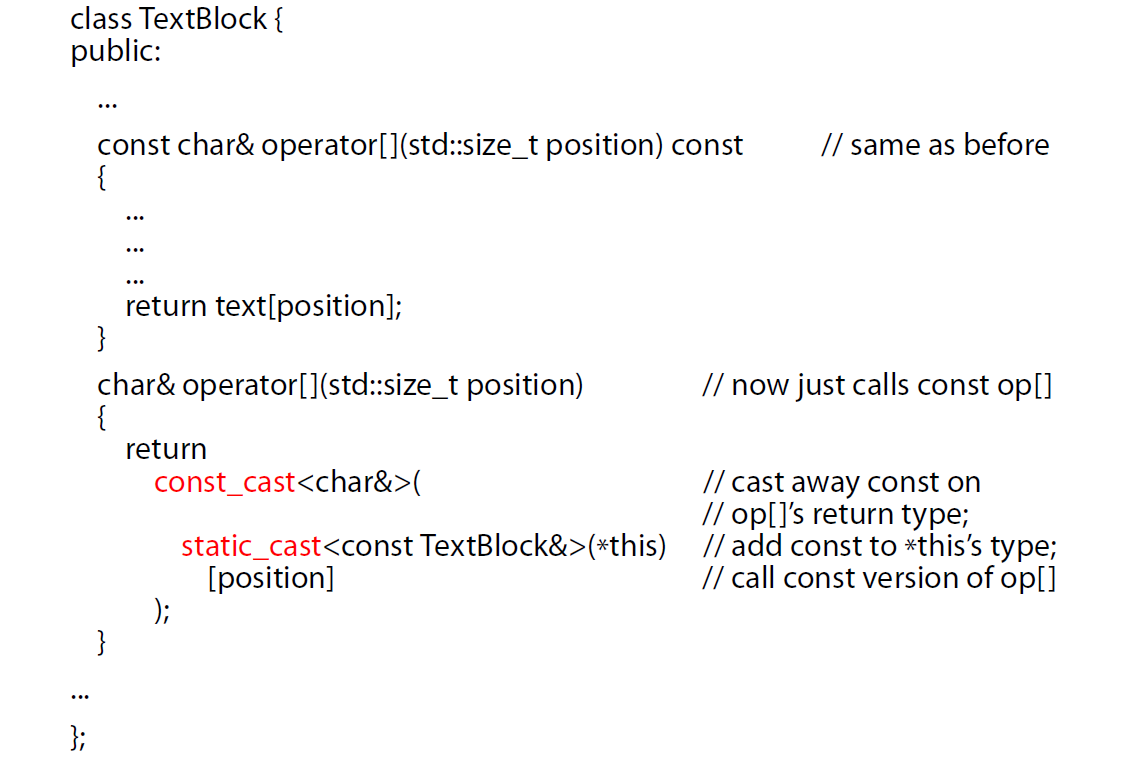 class TextBlock {
public:
...
const char& operator[](std::size_t position) const // same as before
{
...
...
...
return text[position];
}
char& operator[](std::size_t position) // now just calls const op[]
{
return
const_cast<char&>( // cast away const on
// op[]’s return type;
static_cast<const TextBlock&>(*this) // add const to *this’s type;
[position] // call const version of op[]
);
}
...
};